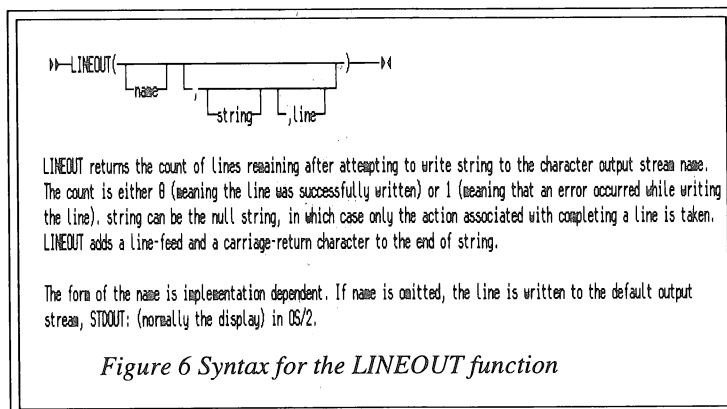 LINEOUT( name , string ,line )
LINEOUT returns the count of lines remaining after attempting to write string to the character output stream name.
The count is either 0 (meaning the line was successfully written) or 1 (meaning that an error occurred while writing
the line). string can be the null string, in which case only the action associated with completing a line is taken.
LINEOUT adds a line-feed and a carriage-return character to the end of string.
The form of the name is implementation dependent. If name is omitted, the line is written to the default output
stream, STDOUT: (normally the display) in OS/2.
Figure 6 Syntax for the LINEOUT function